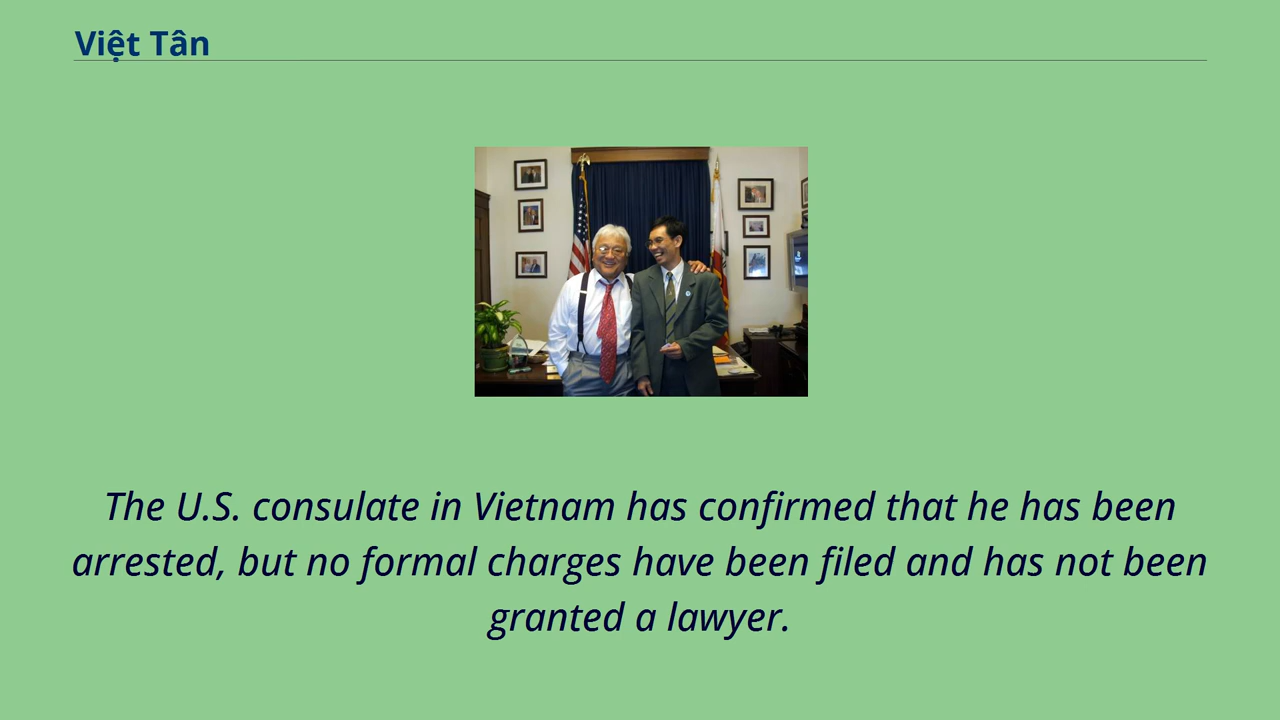 Việt Tân
The U.S. consulate in Vietnam has confirmed that he has been
arrested, but no formal charges have been filed and has not been
granted a lawyer.